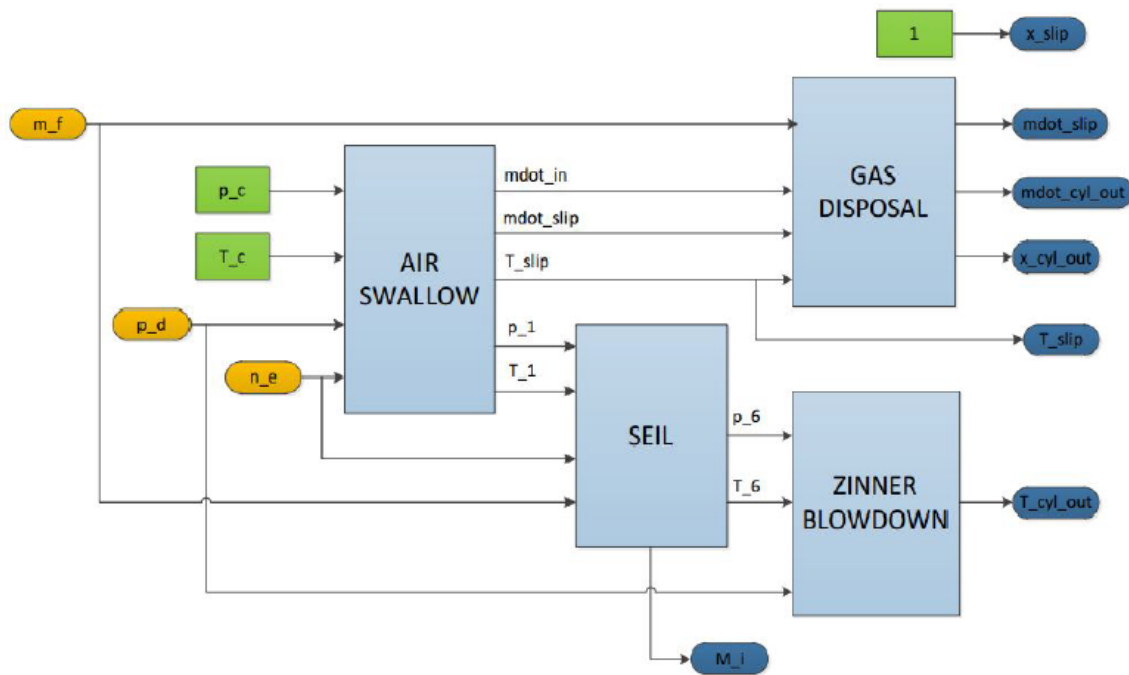 1
x_slip
m_f
mdot_slip
p_c
mdot_in
GAS
DISPOSAL
mdot_cyl_out
mdot_slip
T_c
AIR
SWALLOW
T_slip
x_cyl_out
p_d
p_1
T_slip
n_e
T_1
SEIL
p_6
T_6
ZINNER
BLOWDOWN
T_cyl_out
M_i